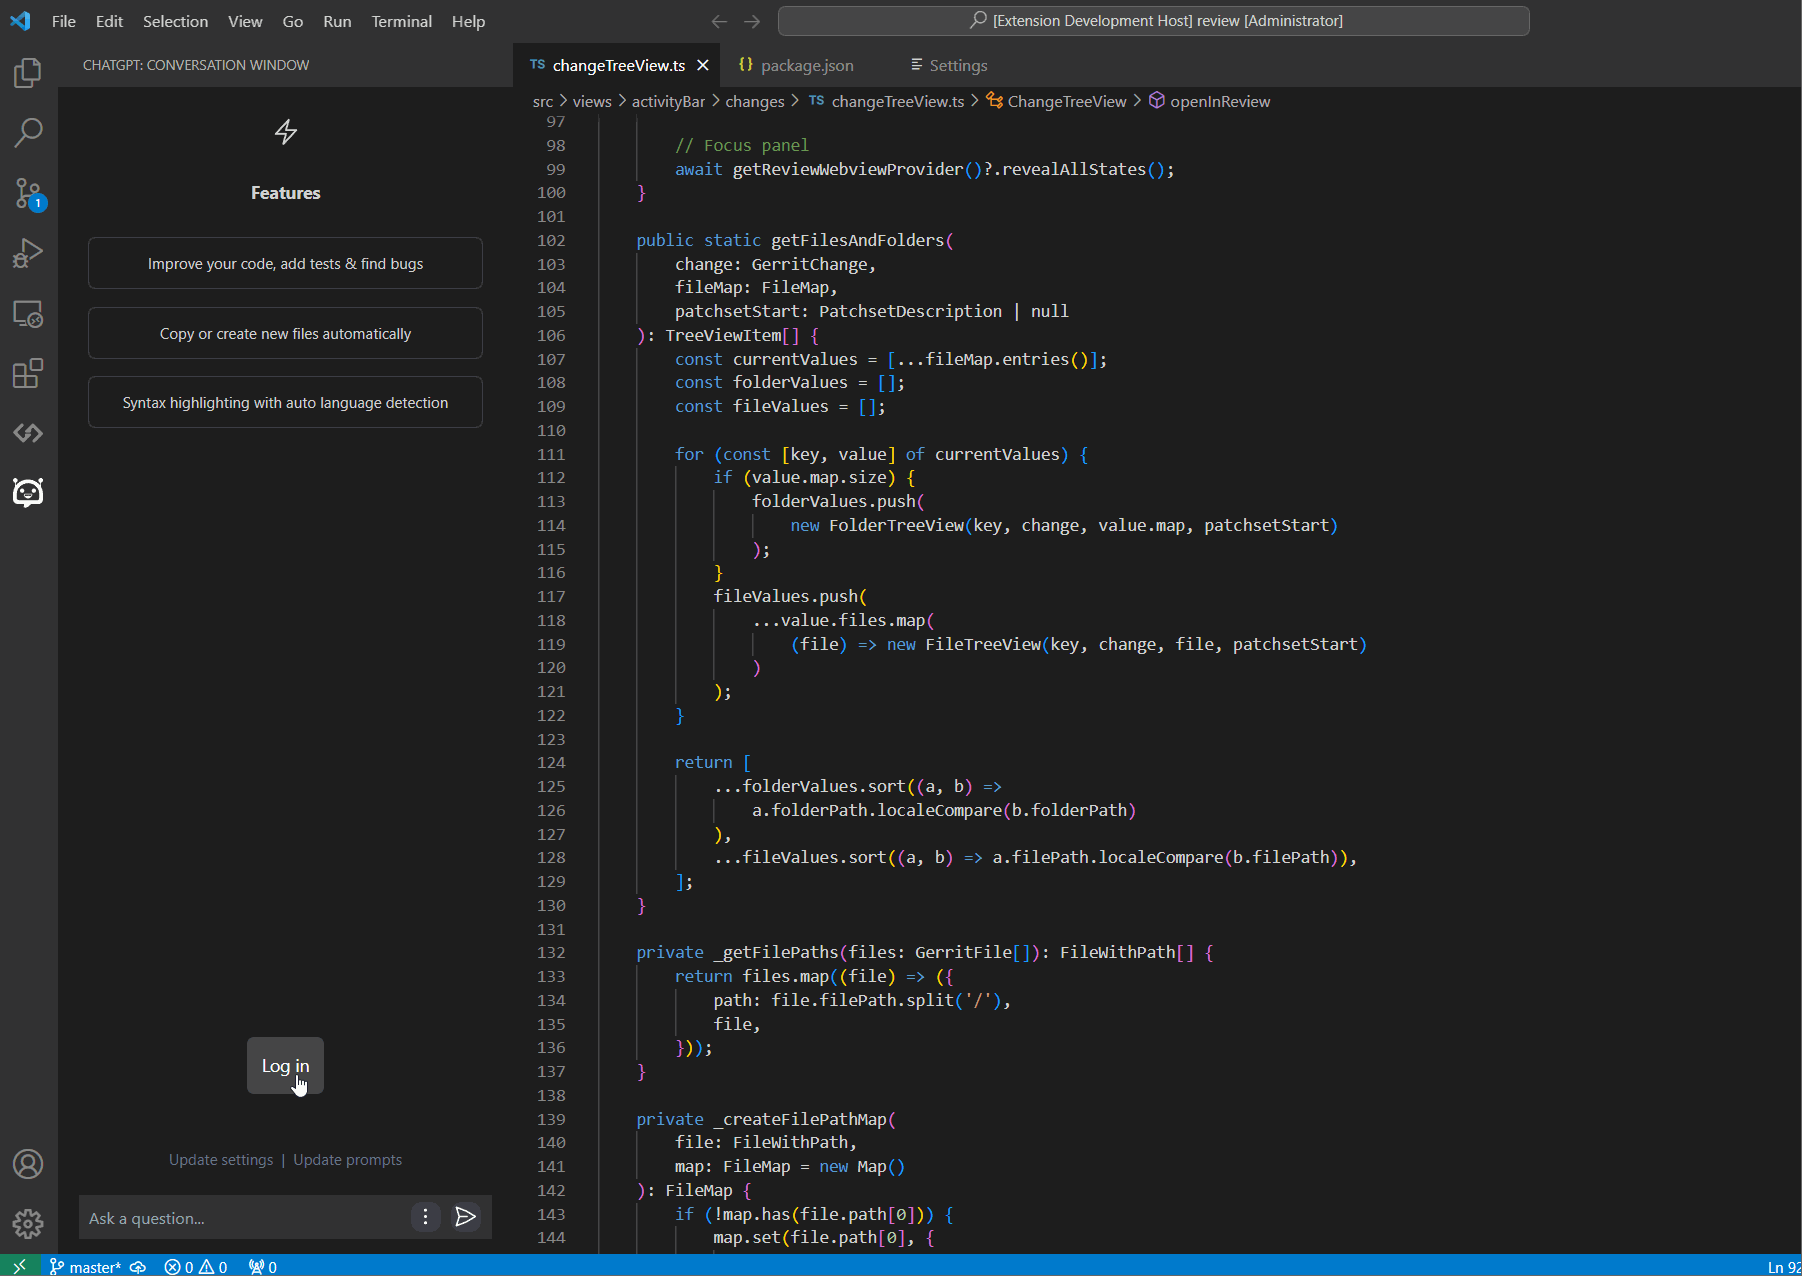 File Edit Selection View Go Run Terminal Help
[Extension Development Host] review [Administrator]
CHATGPT: CONVERSATION WINDOW
Features
Improve your code, add tests & find bugs
Copy or create new files automatically
Syntax highlighting with auto language detection
Log in
Update settings | Update prompts
Ask a question...
1
TS changeTreeView.ts
{} package.json
Settings
src > views > activityBar > changes > TS changeTreeView.ts > ChangeTreeView > openInReview
97
98 // Focus panel
99 await getReviewWebviewProvider()?.revealAllStates();
100 }
101
102 public static getFilesAndFolders(
103 change: GerritChange,
104 fileMap: FileMap,
105 patchsetStart: PatchsetDescription | null
106 ): TreeViewItem[] {
107 const currentValues = [...fileMap.entries()];
108 const folderValues = [];
109 const fileValues = [];
110
111 for (const [key, value] of currentValues) {
112 if (value.map.size) {
113 folderValues.push(
114 new FolderTreeView(key, change, value.map, patchsetStart)
115 );
116 }
117 fileValues.push(
118 ...value.files.map(
119 (file) => new FileTreeView(key, change, file, patchsetStart)
120 )
121 );
122 }
123
124 return [
125 ...folderValues.sort((a, b) =>
126 a.folderPath.localeCompare(b.folderPath)
127 ),
128 ...fileValues.sort((a, b) => a.filePath.localeCompare(b.filePath)),
129 ];
130 }
131
132 private _getFilePaths(files: GerritFile[]): FileWithPath[] {
133 return files.map((file) => ({
134 path: file.filePath.split('/'),
135 file,
136 }));
137 }
138
139 private _createFilePathMap(
140 file: FileWithPath,
141 map: FileMap = new Map()
142 ): FileMap {
143 if (!map.has(file.path[0])) {
144 map.set(file.path[0], {
master* 0 0 0
Ln 92